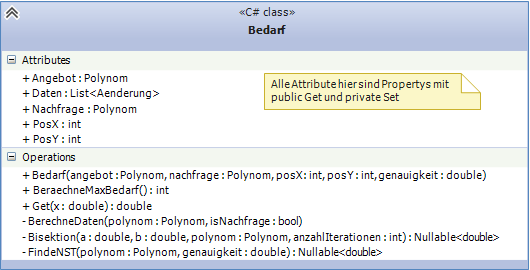 «C# class»
Bedarf
Attributes
+ Angebot : Polynom
+ Daten : List<Aenderung>
+ Nachfrage : Polynom
+ PosX : int
+ PosY : int
Alle Attribute hier sind Propertys mit
public Get und private Set
Operations
+ Bedarf(angebot : Polynom, nachfrage : Polynom, posX : int, posY : int, genauigkeit : double)
+ BeraechneMaxBedarf() : int
+ Get(x : double) : double
- BerechneDaten(polynom : Polynom, isNachfrage : bool)
- Bisektion(a : double, b : double, polynom : Polynom, anzahlIterationen : int) : Nullable<double>
- FindeNST(polynom : Polynom, genauigkeit : double) : Nullable<double>